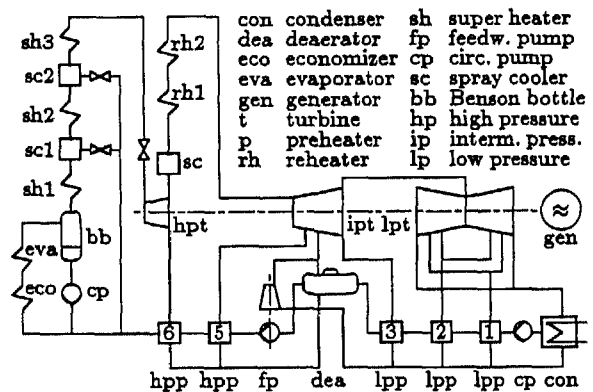 con condenser sh super heater
dea deaerator fp feedw. pump
eco economizer cp circ. pump
eva evaporator sc spray cooler
gen generator bb Benson bottle
t turbine hp high pressure
p preheater ip interm. press.
rh reheater lp low pressure
sh3
rh2
sc2
rh1
sh2
sc1
sc
sh1
hpt
ipt
lpt
≈
gen
bb
eva
eco
cp
6
5
3
2
1
Σ
hpp hpp fp dea lpp lpp lpp cp con